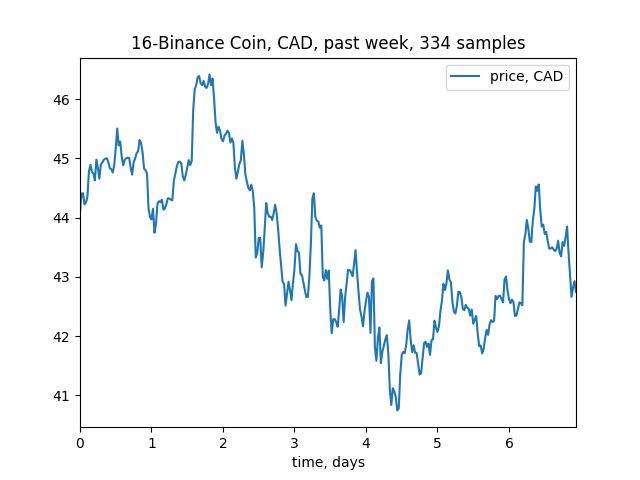 16-Binance Coin, CAD, past week, 334 samples
price, CAD
46
45
44
43
42
41
0 1 2 3 4 5 6
time, days